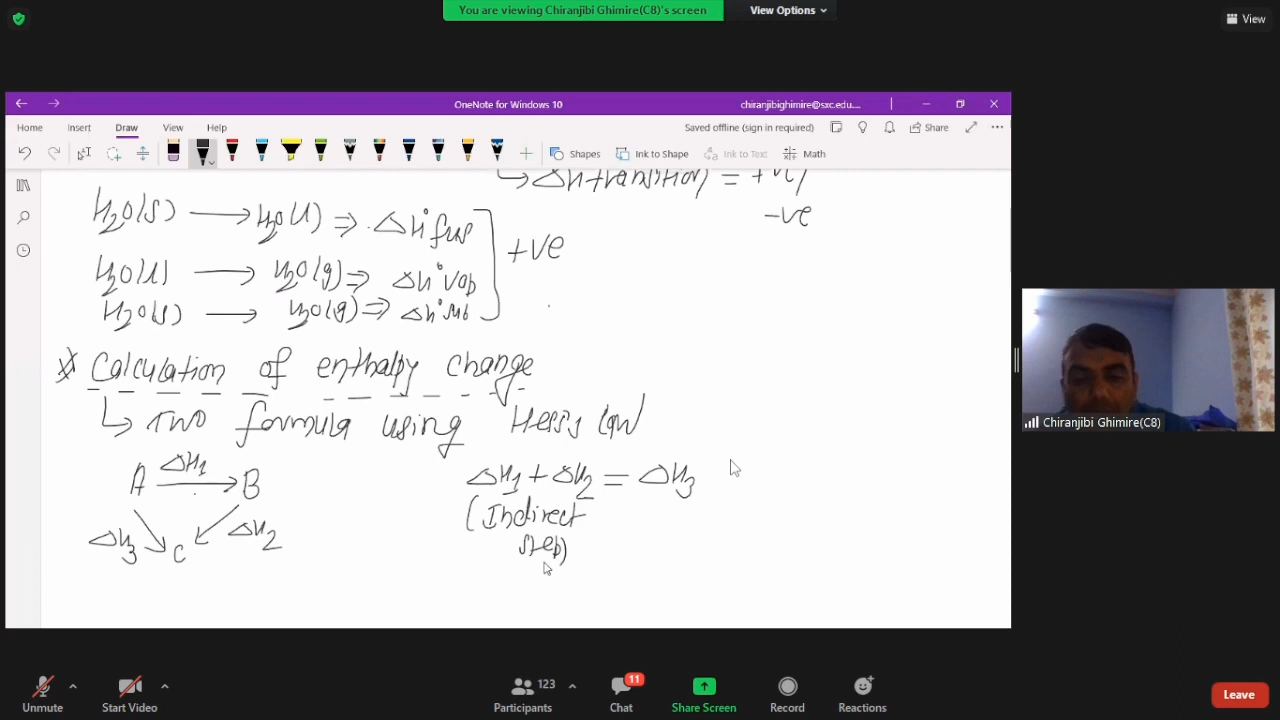 You are viewing Chiranjibi Ghimire(C8)'s screen
View Options
View
OneNote for Windows 10
chiranjibighimire@sxc.edu....
Home Insert Draw View Help
Saved offline (sign in required)
Share
Shapes
Ink to Shape
Ink to Text
Math
↳ ΔH transition = +ve/
-ve
H₂O(s) → H₂O(l) ⇒ ΔH°fus
H₂O(l) → H₂O(g) ⇒ ΔH°vap
H₂O(s) → H₂O(g) ⇒ ΔH°sub
+ve
Calculation of enthalpy change
↳ Two formula using Hess's law
A ΔH₁ → B
ΔH₃ C ΔH₂
ΔH₁ + ΔH₂ = ΔH₃
(Indirect
step)
Chiranjibi Ghimire(C8)
Unmute
Start Video
123
Participants
11
Chat
Share Screen
Record
Reactions
Leave